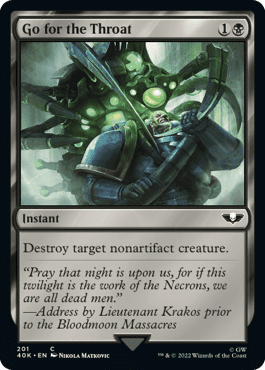 Go for the Throat 1
Instant
Destroy target nonartifact creature.
“Pray that night is upon us, for if this
twilight is the work of the Necrons, we
are all dead men.”
—Address by Lieutenant Krakos prior
to the Bloodmoon Massacres
201 C © GW
40K • EN NIKOLA MATKOVIC ™ & © 2022 Wizards of the Coast